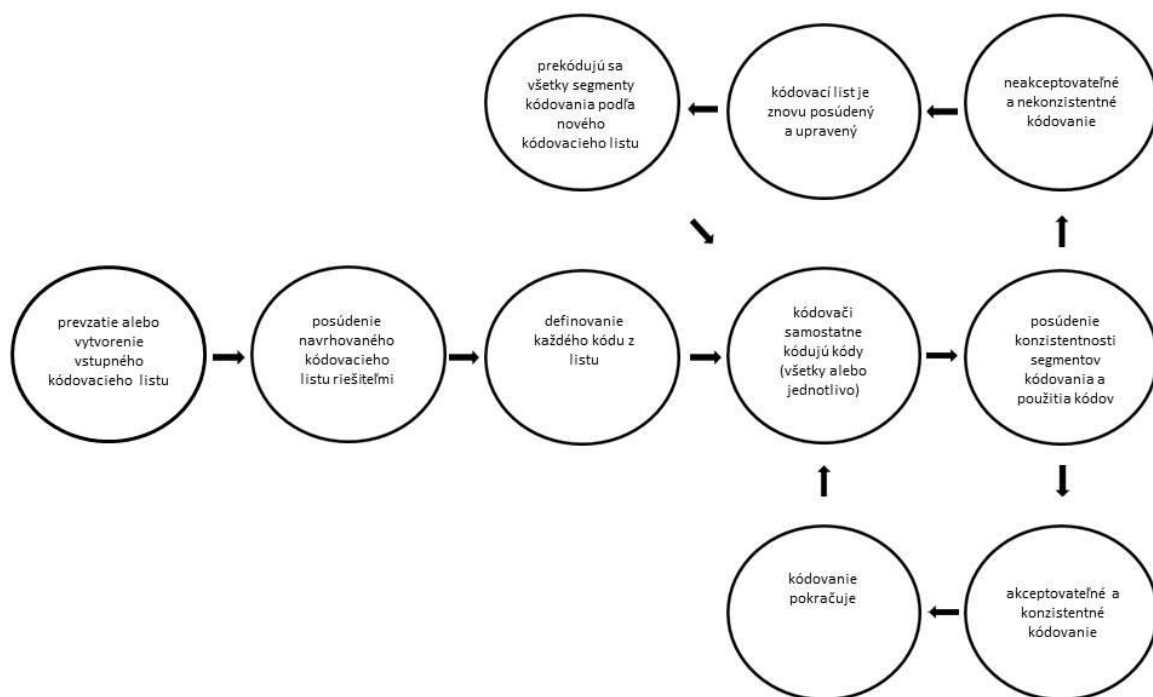 prekódujú sa
všetky segmenty
kódovania podľa
nového
kódovacieho listu
kódovací list je
znovu posúdený
a upravený
neakceptovateľné
a nekonzistentné
kódovanie
prevzatie alebo
vytvorenie
vstupného
kódovacieho listu
posúdenie
navrhovaného
kódovacieho
listu riešiteľmi
definovanie
každého kódu z
listu
kódovači
samostatne
kódujú kódy
(všetky alebo
jednotlivo)
posúdenie
konzistentnosti
segmentov
kódovania a
použitia kódov
kódovanie
pokračuje
akceptovateľné a
konzistentné
kódovanie